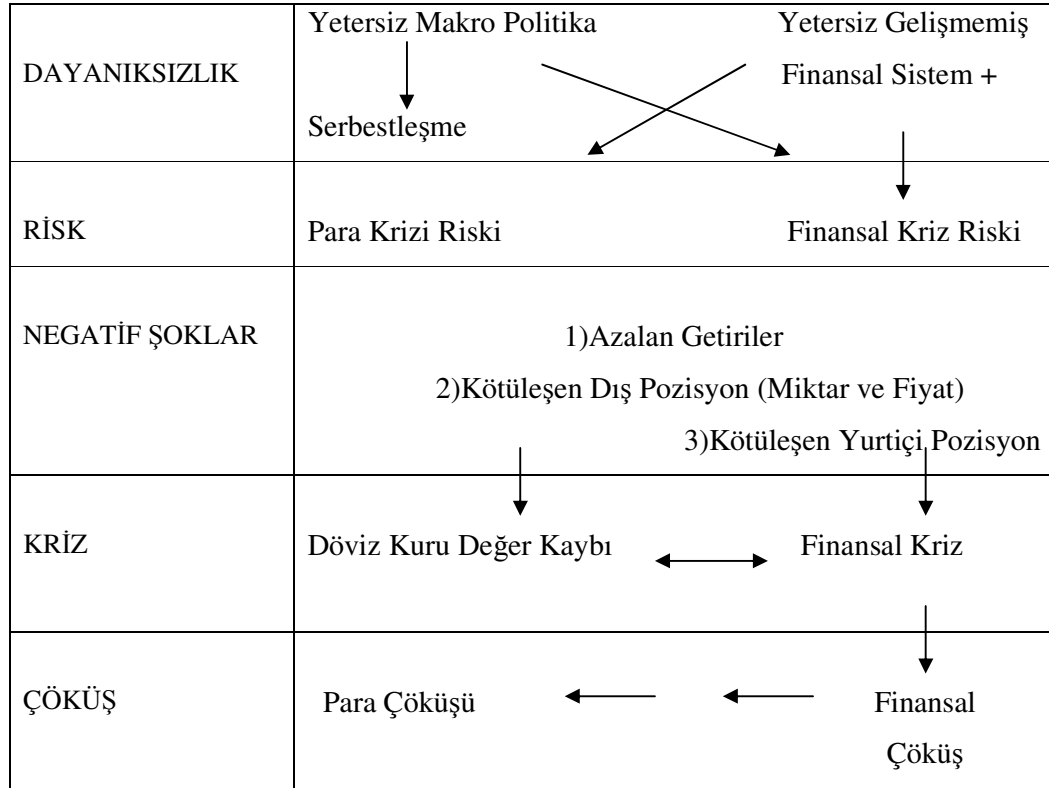 Yetersiz Makro Politika
Yetersiz Gelişmemiş
DAYANIKSIZLIK
Finansal Sistem +
Serbestleşme
RİSK
Para Krizi Riski
Finansal Kriz Riski
NEGATİF ŞOKLAR
1)Azalan Getiriler
2)Kötüleşen Dış Pozisyon (Miktar ve Fiyat)
3)Kötüleşen Yurtiçi Pozisyon
KRİZ
Döviz Kuru Değer Kaybı
Finansal Kriz
ÇÖKÜŞ
Para Çöküşü
Finansal
Çöküş